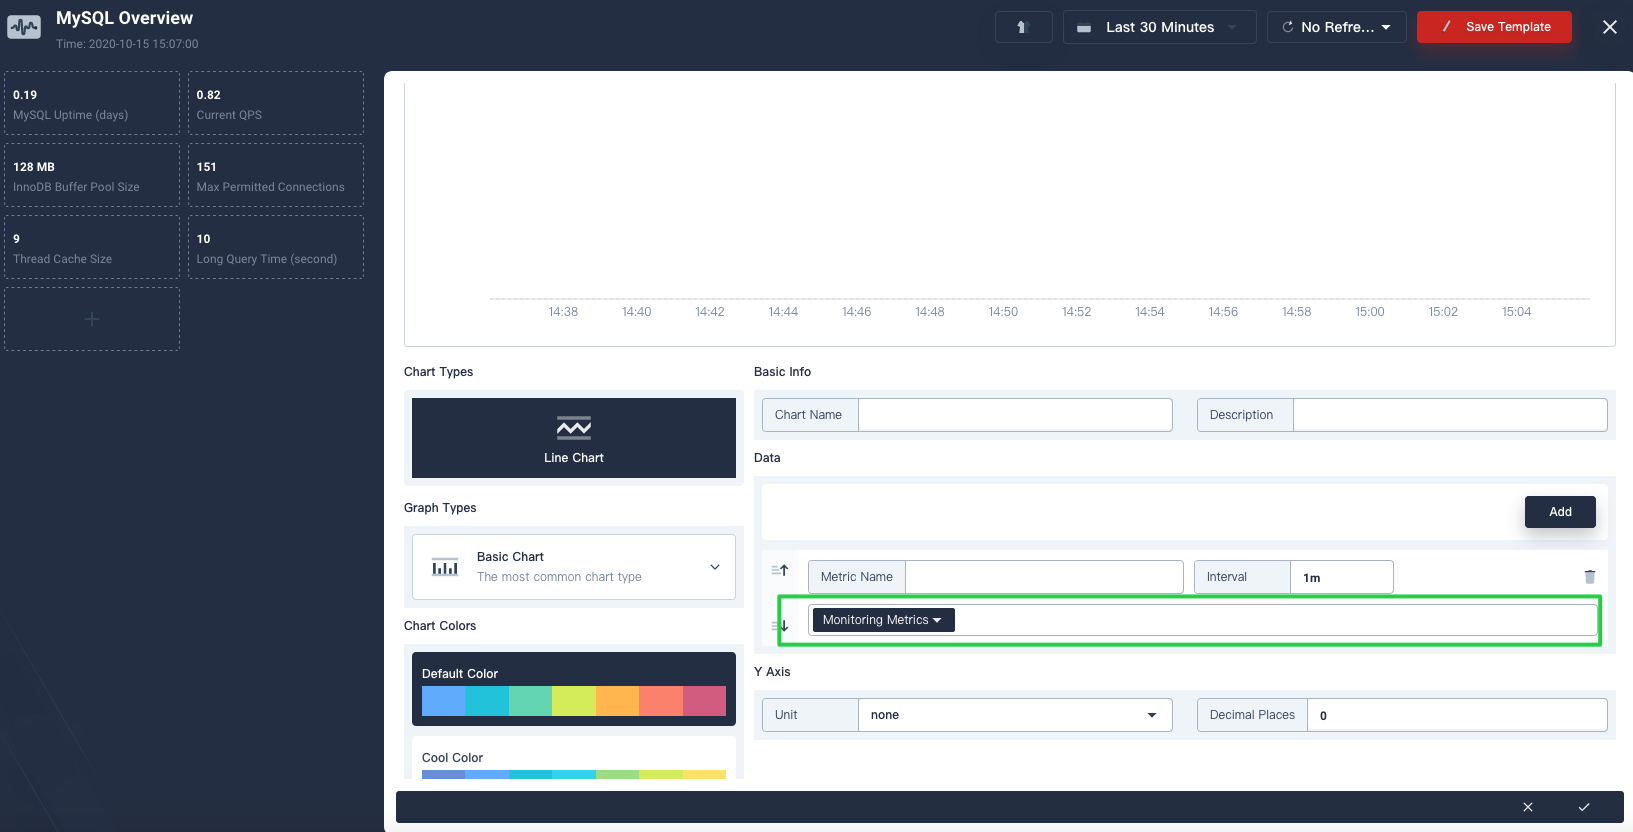 MySQL Overview
Time: 2020-10-15 15:07:00
Last 30 Minutes
No Refre...
Save Template
0.19
MySQL Uptime (days)
0.82
Current QPS
128 MB
InnoDB Buffer Pool Size
151
Max Permitted Connections
9
Thread Cache Size
10
Long Query Time (second)
14:38 14:40 14:42 14:44 14:46 14:48 14:50 14:52 14:54 14:56 14:58 15:00 15:02 15:04
Chart Types
Line Chart
Graph Types
Basic Chart
The most common chart type
Chart Colors
Default Color
Cool Color
Basic Info
Chart Name
Description
Data
Add
Metric Name
Interval 1m
Monitoring Metrics
Y Axis
Unit none
Decimal Places 0